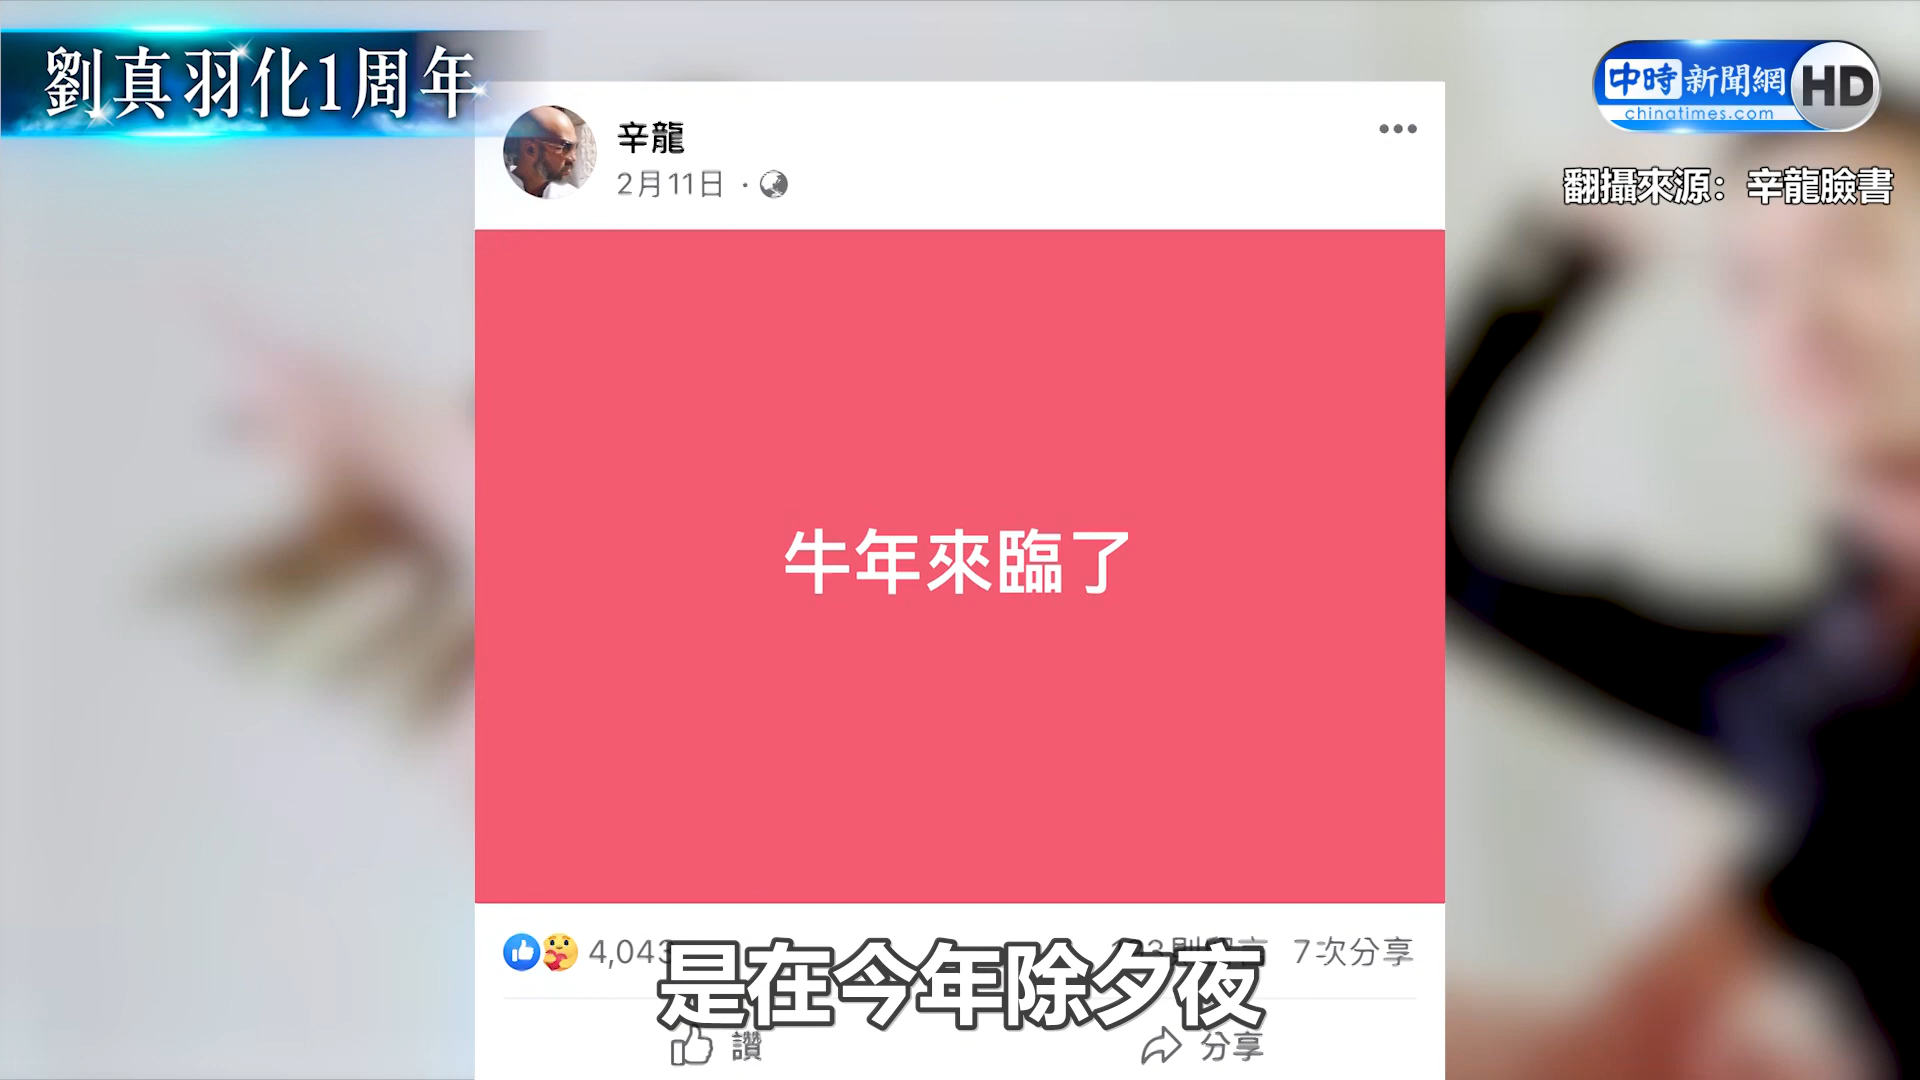 劉真羽化1周年
中時新聞網 HD
chinatimes.com
翻攝來源：辛龍臉書
辛龍
2月11日
牛年來臨了
4,043
7次分享
是在今年除夕夜
讚
分享